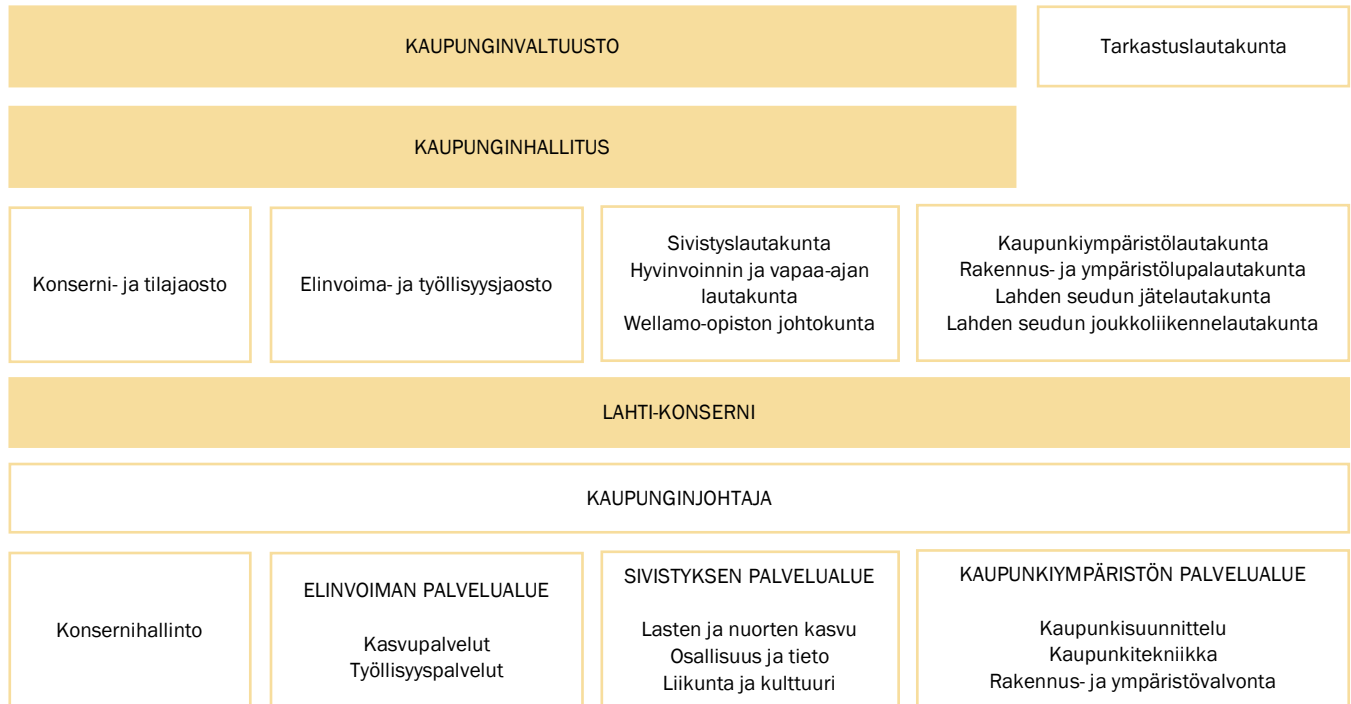 KAUPUNGINVALTUUSTO
Tarkastuslautakunta
KAUPUNGINHALLITUS
Konserni- ja tilajaosto
Elinvoima- ja työllisyysjaosto
Sivistyslautakunta
Hyvinvoinnin ja vapaa-ajan
lautakunta
Wellamo-opiston johtokunta
Kaupunkiympäristölautakunta
Rakennus- ja ympäristölupalautakunta
Lahden seudun jätelautakunta
Lahden seudun joukkoliikennelautakunta
LAHTI-KONSERNI
KAUPUNGINJOHTAJA
Konsernihallinto
ELINVOIMAN PALVELUALUE
Kasvupalvelut
Työllisyyspalvelut
SIVISTYKSEN PALVELUALUE
Lasten ja nuorten kasvu
Osallisuus ja tieto
Liikunta ja kulttuuri
KAUPUNKIYMPÄRISTÖN PALVELUALUE
Kaupunkisuunnittelu
Kaupunkitekniikka
Rakennus- ja ympäristövalvonta